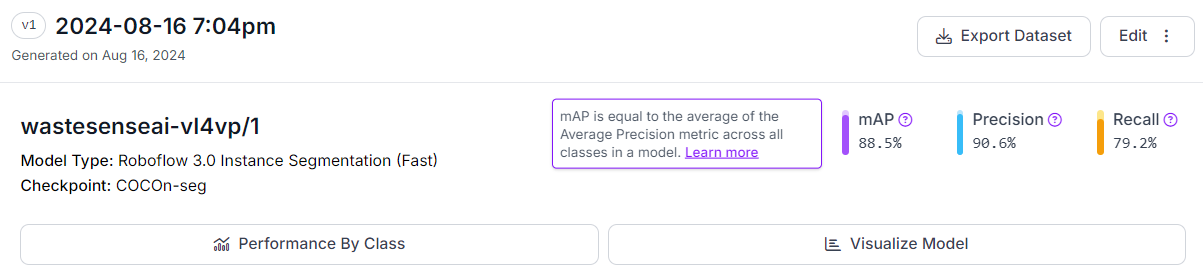 v1 2024-08-16 7:04pm
Generated on Aug 16, 2024
Export Dataset
Edit
wastesenseai-vl4vp/1
Model Type: Roboflow 3.0 Instance Segmentation (Fast)
Checkpoint: COCOn-seg
mAP is equal to the average of the
Average Precision metric across all
classes in a model. Learn more
mAP ?
88.5%
Precision ?
90.6%
Recall ?
79.2%
Performance By Class
Visualize Model